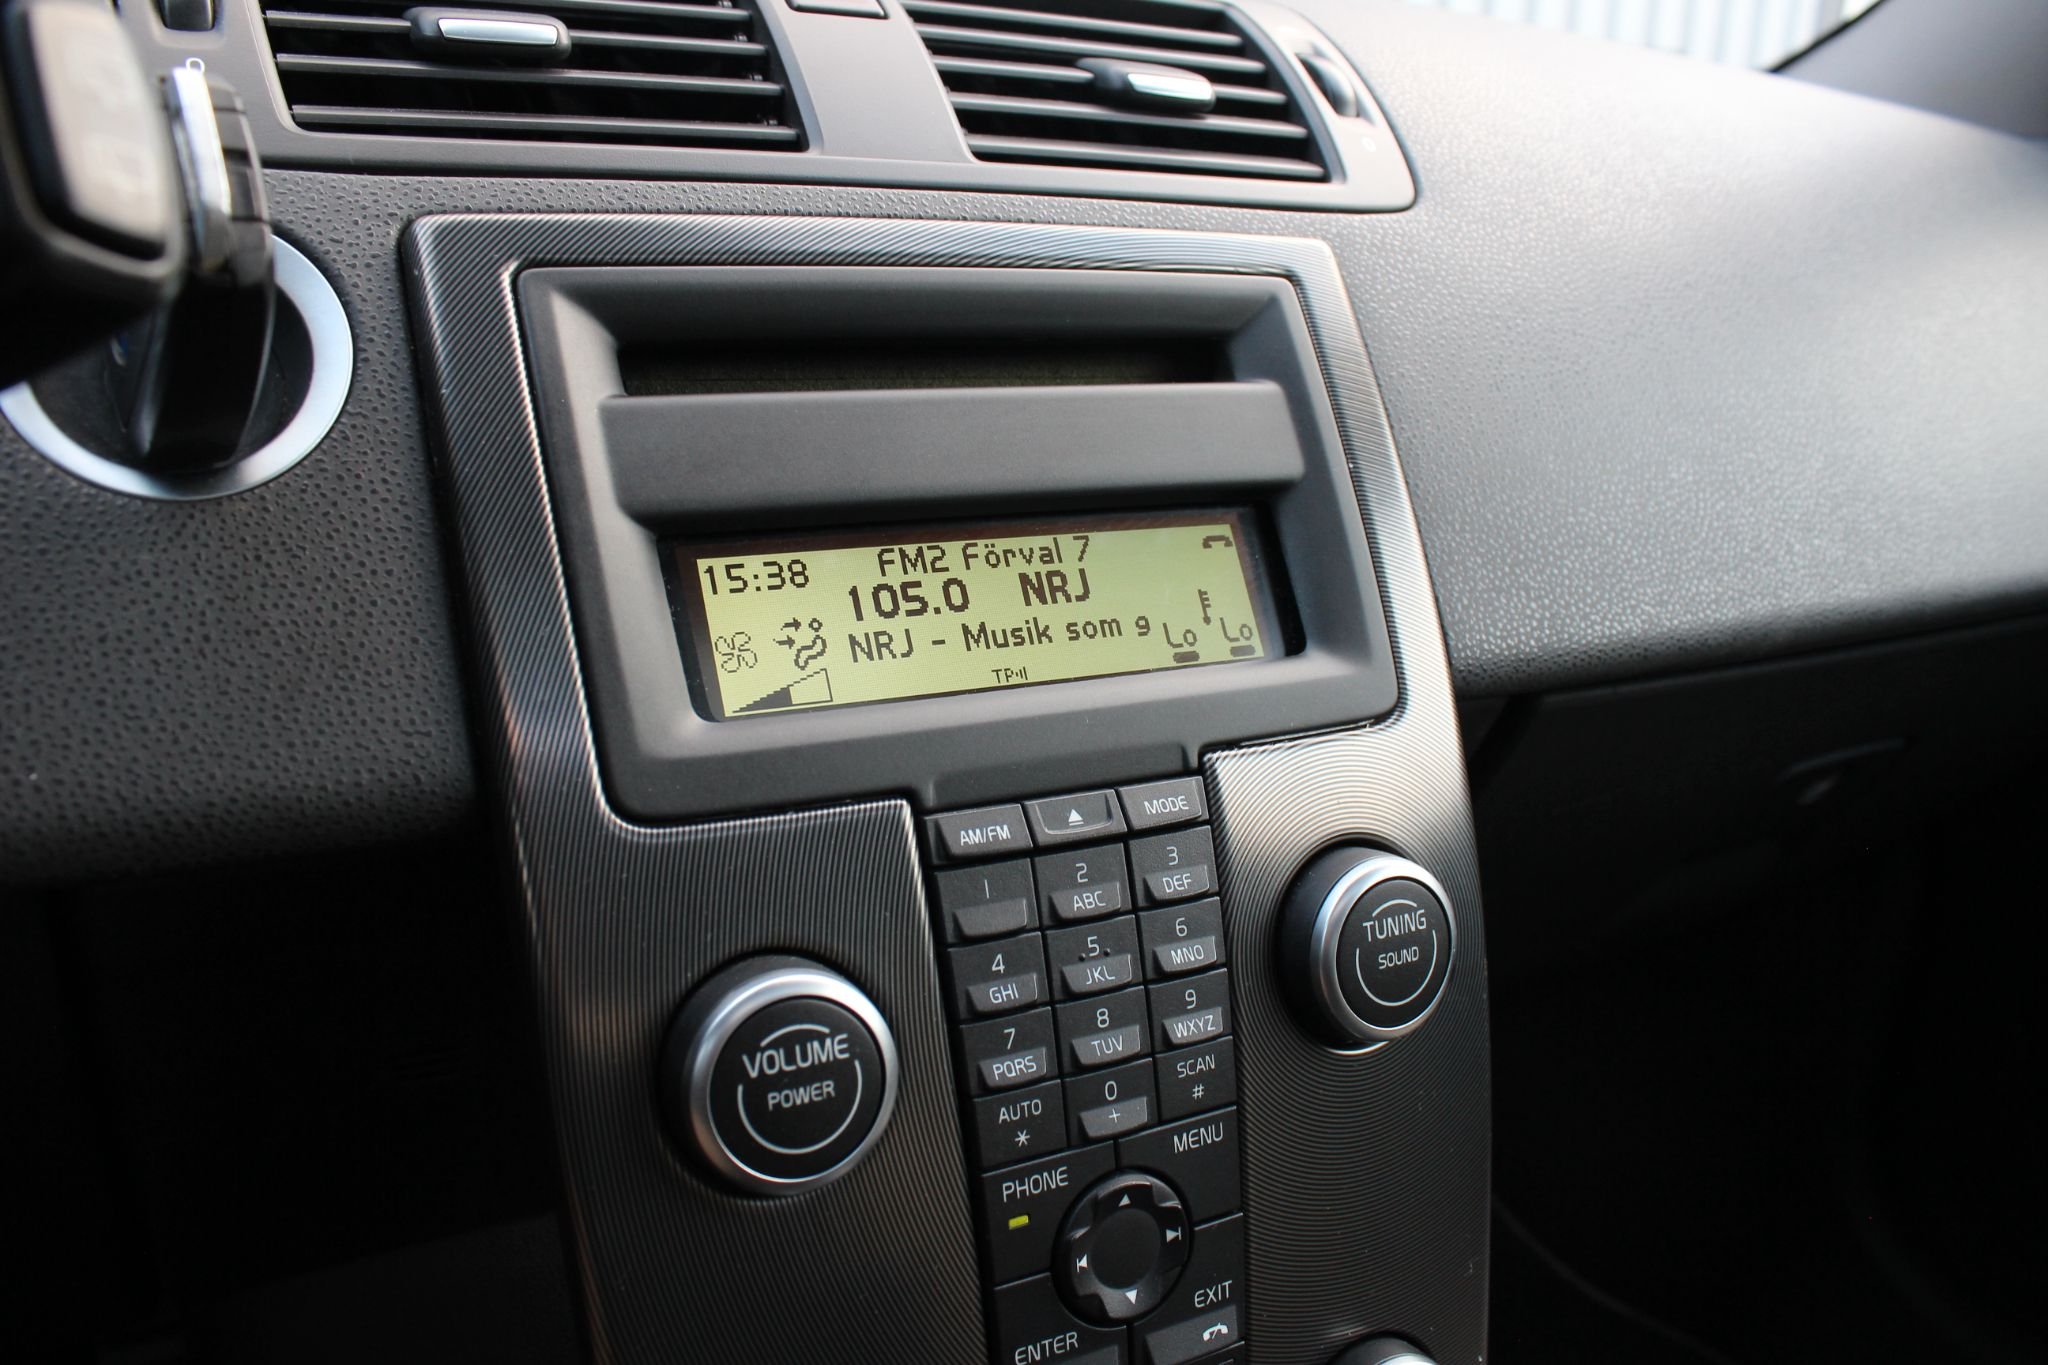 15:38
FM2 Förval 7
105.0 NRJ
NRJ - Musik som g
Lo Lo
TP
AM/FM
MODE
1
2 ABC
3 DEF
4 GHI
5 JKL
6 MNO
7 PQRS
8 TUV
9 WXYZ
AUTO *
0 +
SCAN #
PHONE
MENU
ENTER
EXIT
VOLUME
POWER
TUNING
SOUND